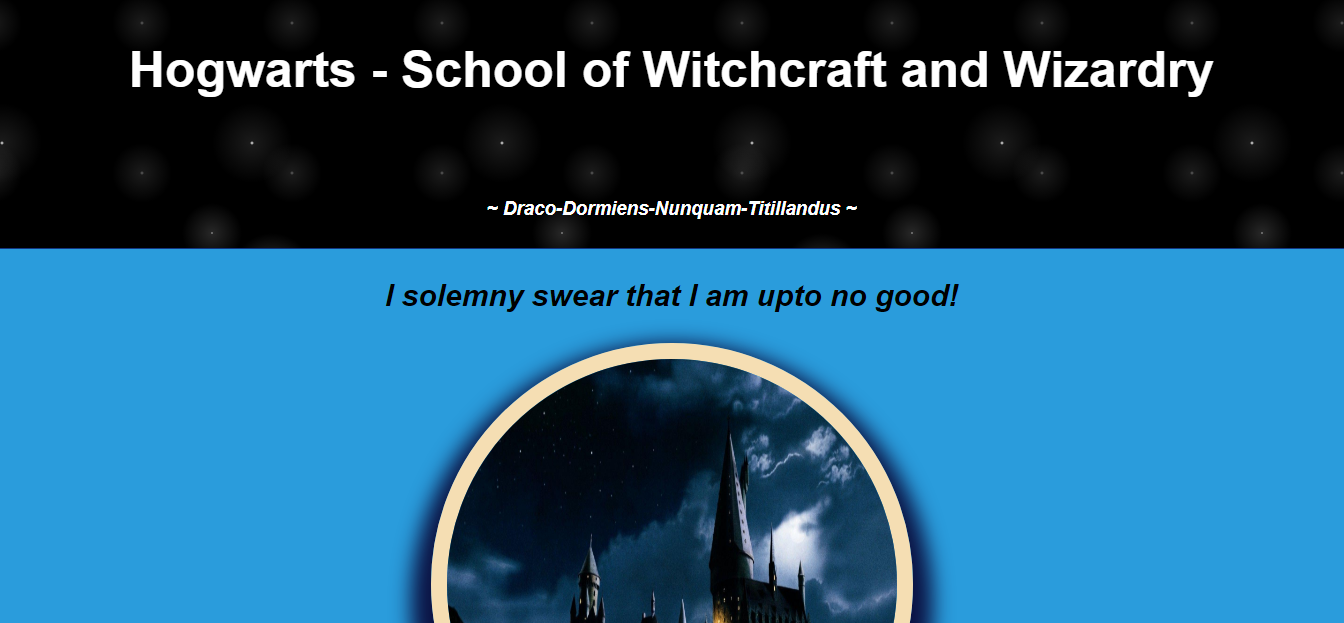 Hogwarts - School of Witchcraft and Wizardry
~ Draco-Dormiens-Nunquam-Titillandus ~
I solemny swear that I am upto no good!